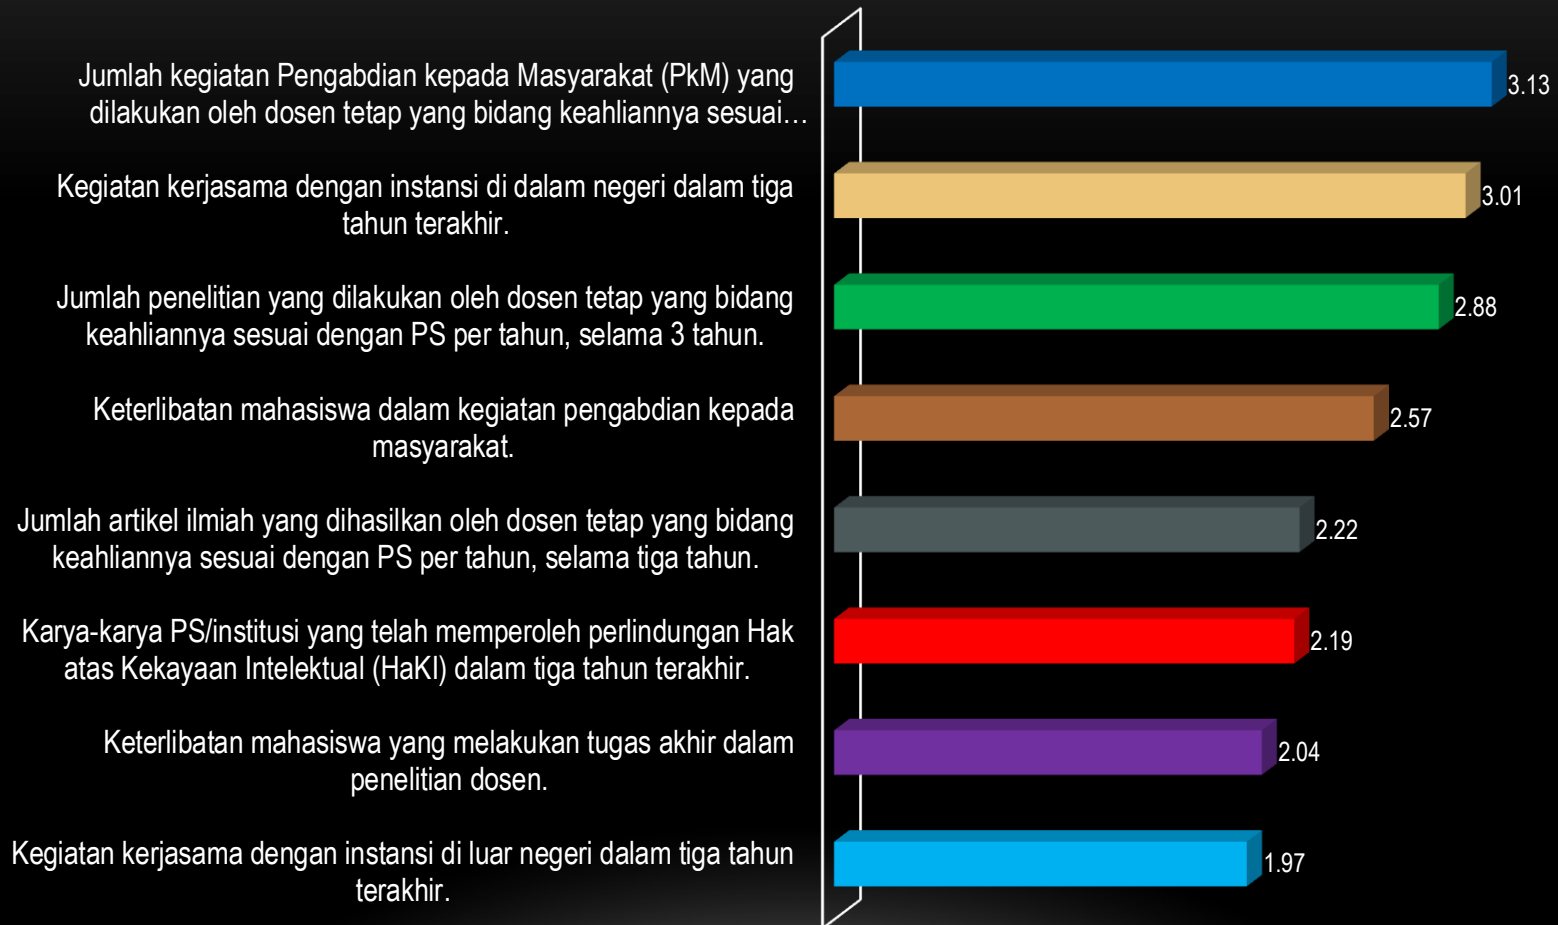 Jumlah kegiatan Pengabdian kepada Masyarakat (PkM) yang
dilakukan oleh dosen tetap yang bidang keahliannya sesuai…
3.13
Kegiatan kerjasama dengan instansi di dalam negeri dalam tiga
tahun terakhir.
3.01
Jumlah penelitian yang dilakukan oleh dosen tetap yang bidang
keahliannya sesuai dengan PS per tahun, selama 3 tahun.
2.88
Keterlibatan mahasiswa dalam kegiatan pengabdian kepada
masyarakat.
2.57
Jumlah artikel ilmiah yang dihasilkan oleh dosen tetap yang bidang
keahliannya sesuai dengan PS per tahun, selama tiga tahun.
2.22
Karya-karya PS/institusi yang telah memperoleh perlindungan Hak
atas Kekayaan Intelektual (HaKI) dalam tiga tahun terakhir.
2.19
Keterlibatan mahasiswa yang melakukan tugas akhir dalam
penelitian dosen.
2.04
Kegiatan kerjasama dengan instansi di luar negeri dalam tiga tahun
terakhir.
1.97